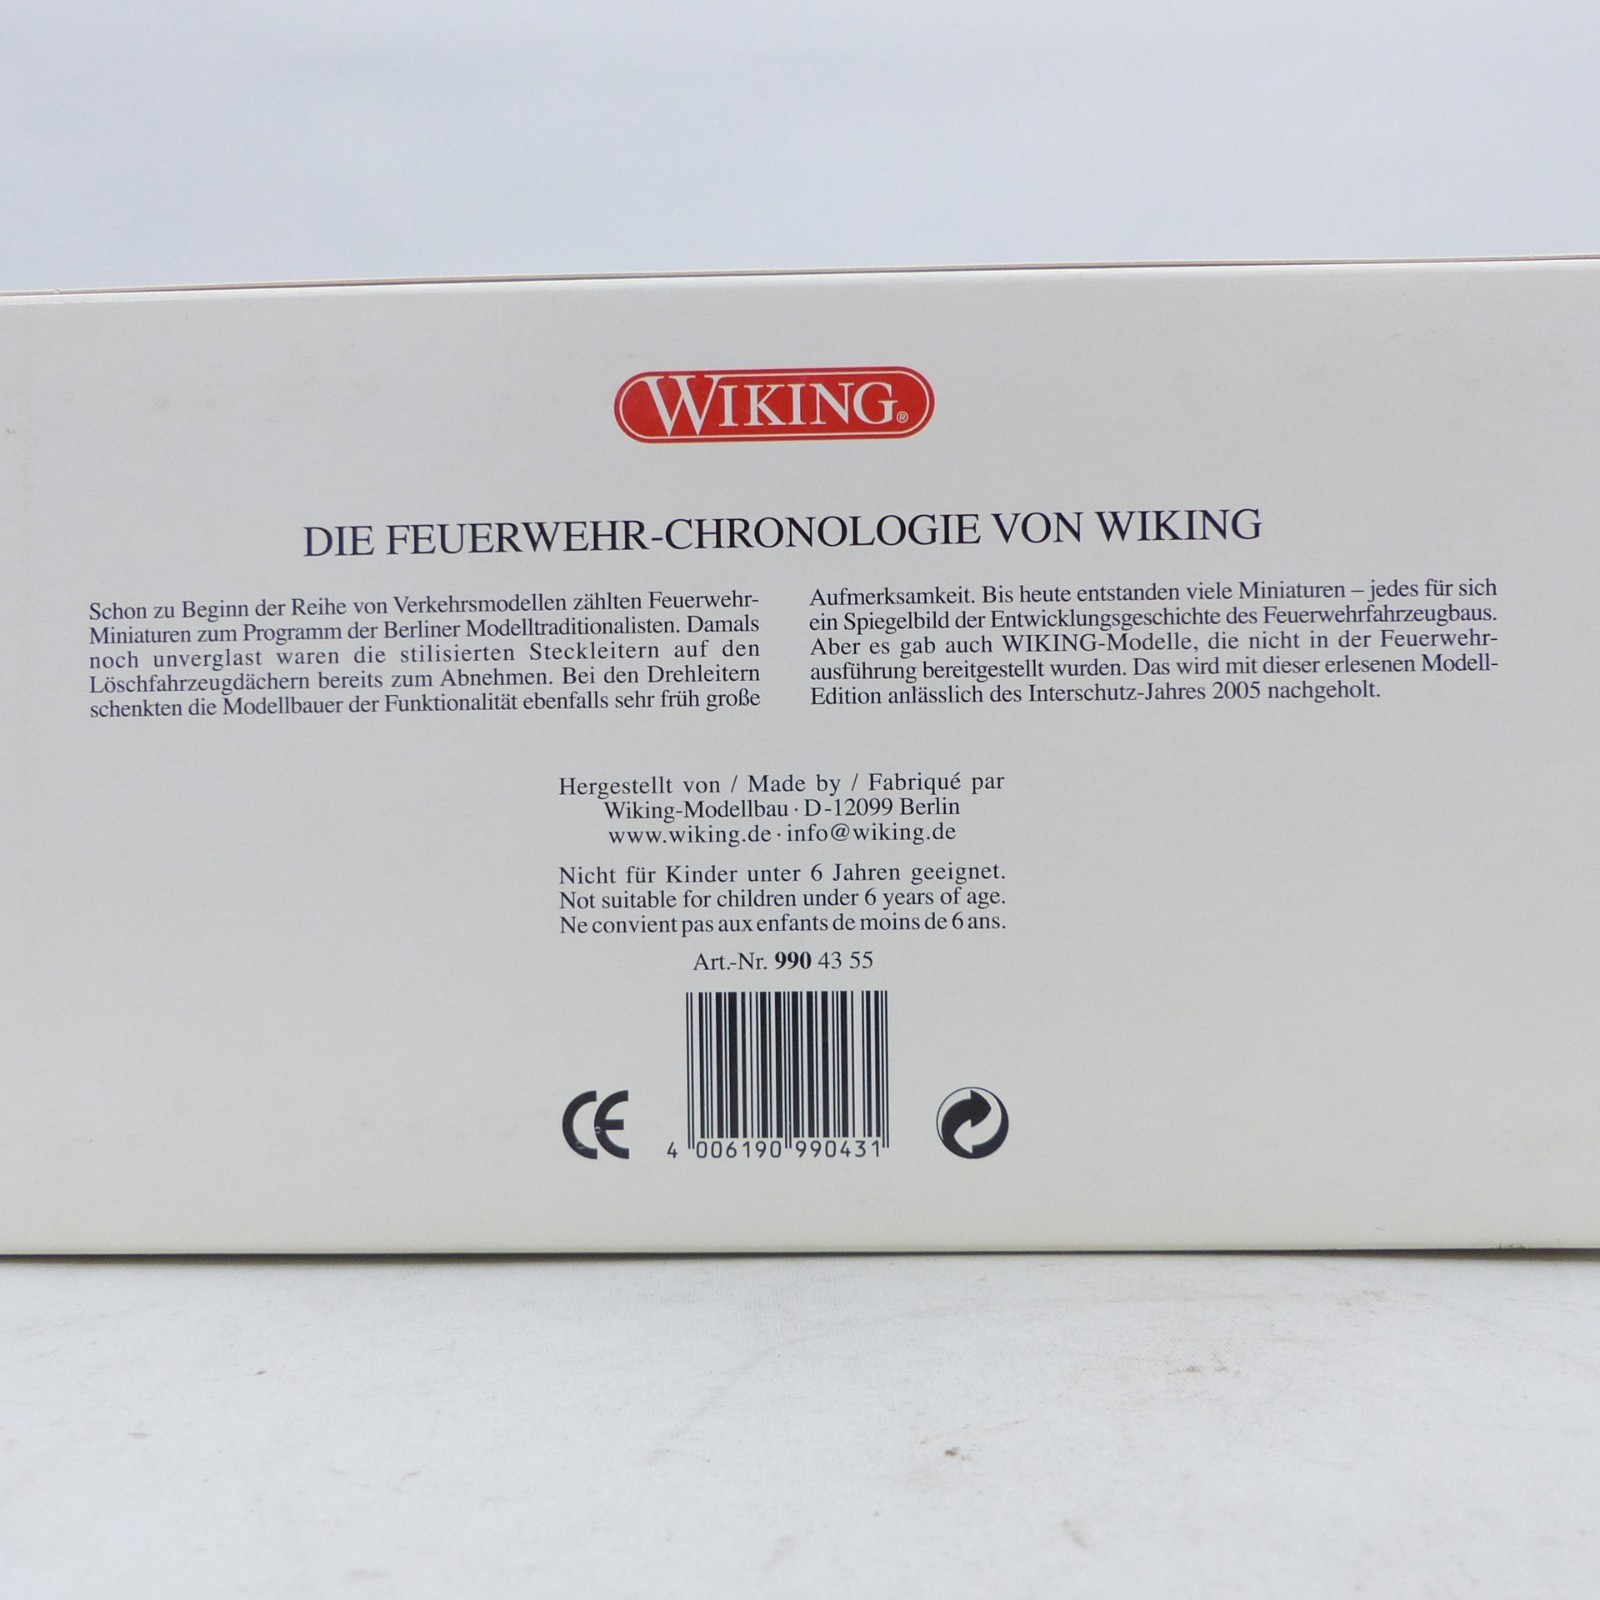 WIKING®
DIE FEUERWEHR-CHRONOLOGIE VON WIKING
Schon zu Beginn der Reihe von Verkehrsmodellen zählten Feuerwehr-
Miniaturen zum Programm der Berliner Modelltraditionalisten. Damals
noch unverglast waren die stilisierten Steckleitern auf den
Löschfahrzeugdächern bereits zum Abnehmen. Bei den Drehleitern
schenkten die Modellbauer der Funktionalität ebenfalls sehr früh große
Aufmerksamkeit. Bis heute entstanden viele Miniaturen – jedes für sich
ein Spiegelbild der Entwicklungsgeschichte des Feuerwehrfahrzeugbaus.
Aber es gab auch WIKING-Modelle, die nicht in der Feuerwehr-
ausführung bereitgestellt wurden. Das wird mit dieser erlesenen Modell-
Edition anlässlich des Interschutz-Jahres 2005 nachgeholt.
Hergestellt von / Made by / Fabriqué par
Wiking-Modellbau · D-12099 Berlin
www.wiking.de · info@wiking.de
Nicht für Kinder unter 6 Jahren geeignet.
Not suitable for children under 6 years of age.
Ne convient pas aux enfants de moins de 6 ans.
Art.-Nr. 990 43 55
CE
4 006190 990431